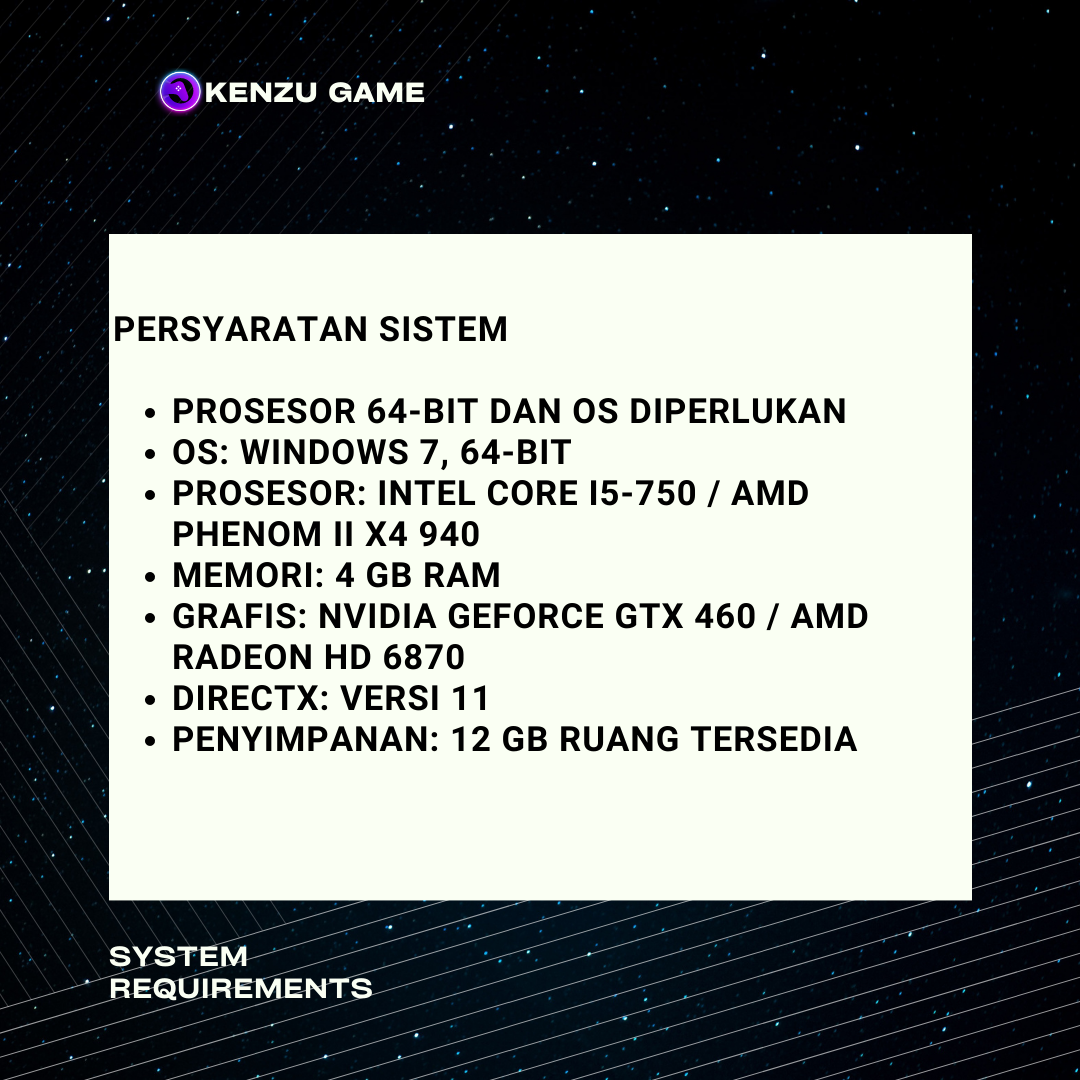 KENZU GAME
PERSYARATAN SISTEM
• PROSESOR 64-BIT DAN OS DIPERLUKAN
• OS: WINDOWS 7, 64-BIT
• PROSESOR: INTEL CORE I5-750 / AMD
PHENOM II X4 940
• MEMORI: 4 GB RAM
• GRAFIS: NVIDIA GEFORCE GTX 460 / AMD
RADEON HD 6870
• DIRECTX: VERSI 11
• PENYIMPANAN: 12 GB RUANG TERSEDIA
SYSTEM
REQUIREMENTS